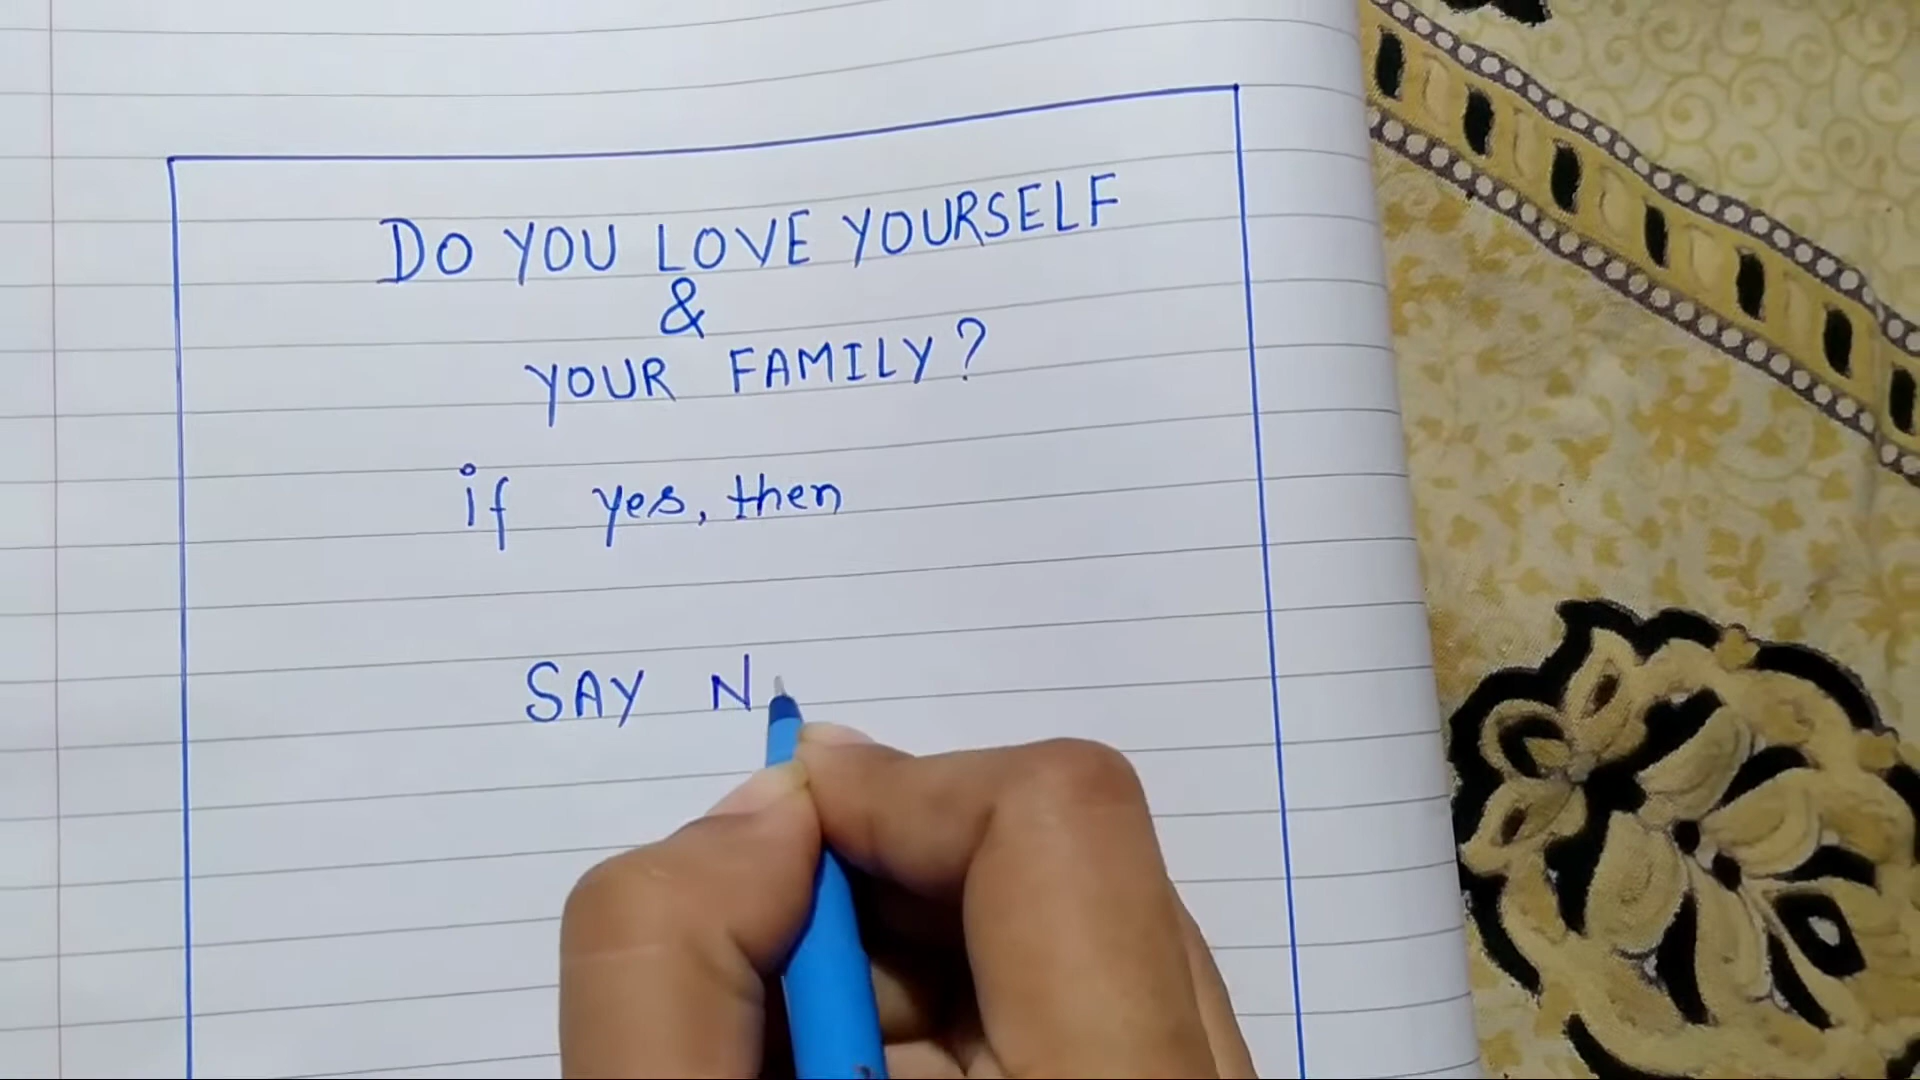 DO YOU LOVE YOURSELF
&
YOUR FAMILY?
if yes, then
SAY N